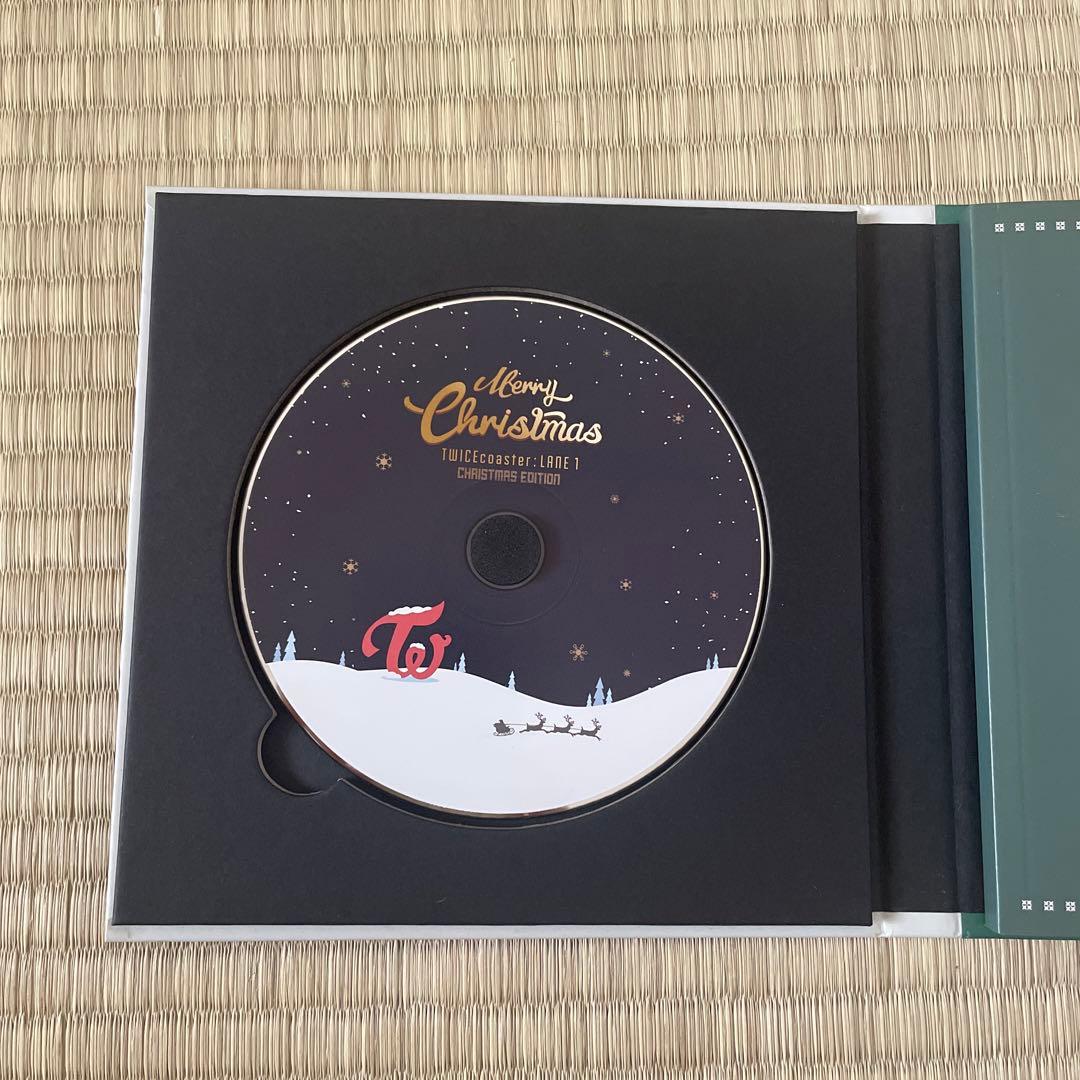 Merry
Christmas
TWICEcoaster:LANE 1
CHRISTMAS EDITION
TW